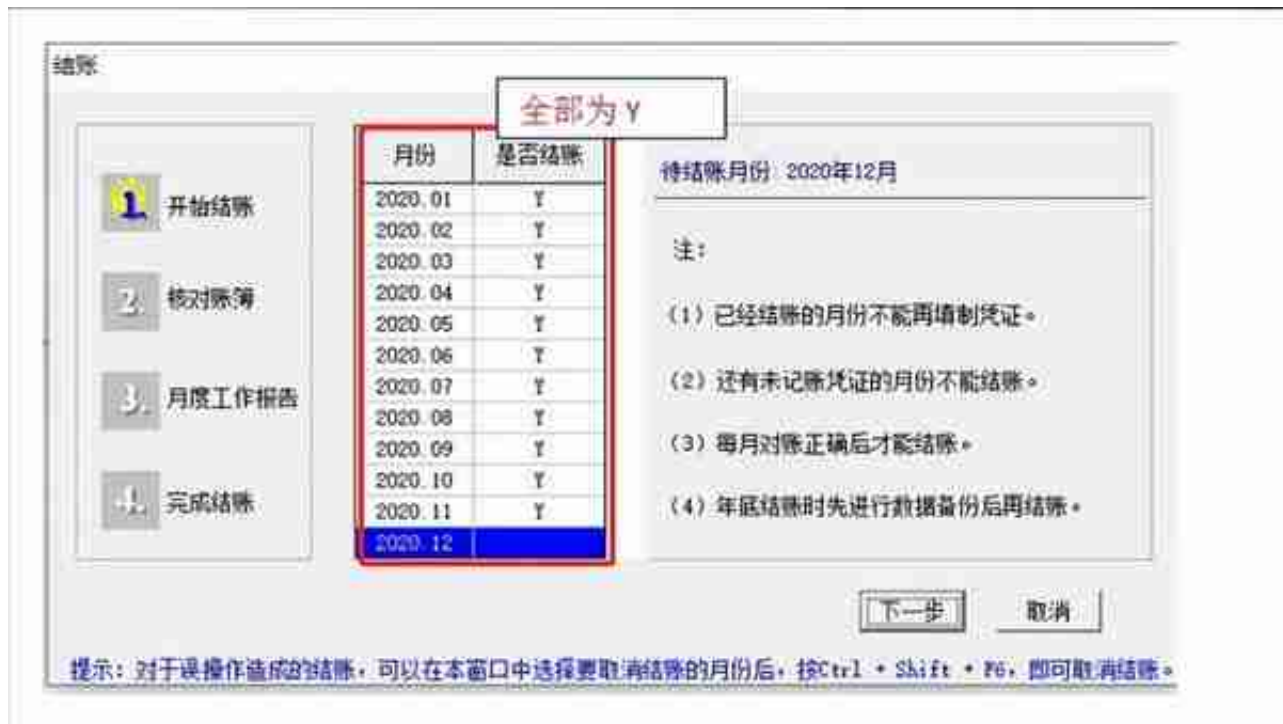 结账
全部为 Y
月份 是否结账
2020.01 Y
2020.02 Y
2020.03 Y
2020.04 Y
2020.05 Y
2020.06 Y
2020.07 Y
2020.08 Y
2020.09 Y
2020.10 Y
2020.11 Y
2020.12
1. 开始结账
2. 核对账簿
3. 月度工作报告
4. 完成结账
待结账月份: 2020年12月
注:
(1) 已经结账的月份不能再填制凭证。
(2) 还有未记账凭证的月份不能结账。
(3) 每月对账正确后才能结账。
(4) 年底结账时先进行数据备份后再结账。
下一步 取消
提示: 对于误操作造成的结账, 可以在本窗口中选择要取消结账的月份后, 按Ctrl + Shift + F6, 即可取消结账。